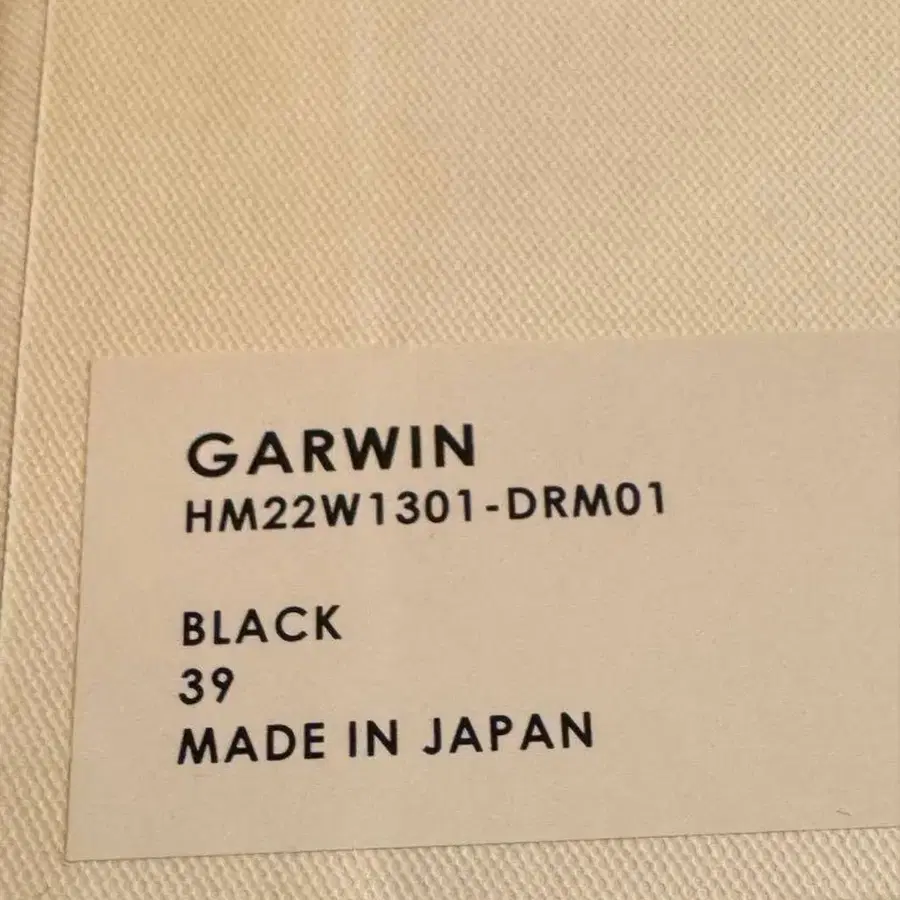 GARWIN
HM22W1301-DRM01
BLACK
39
MADE IN JAPAN